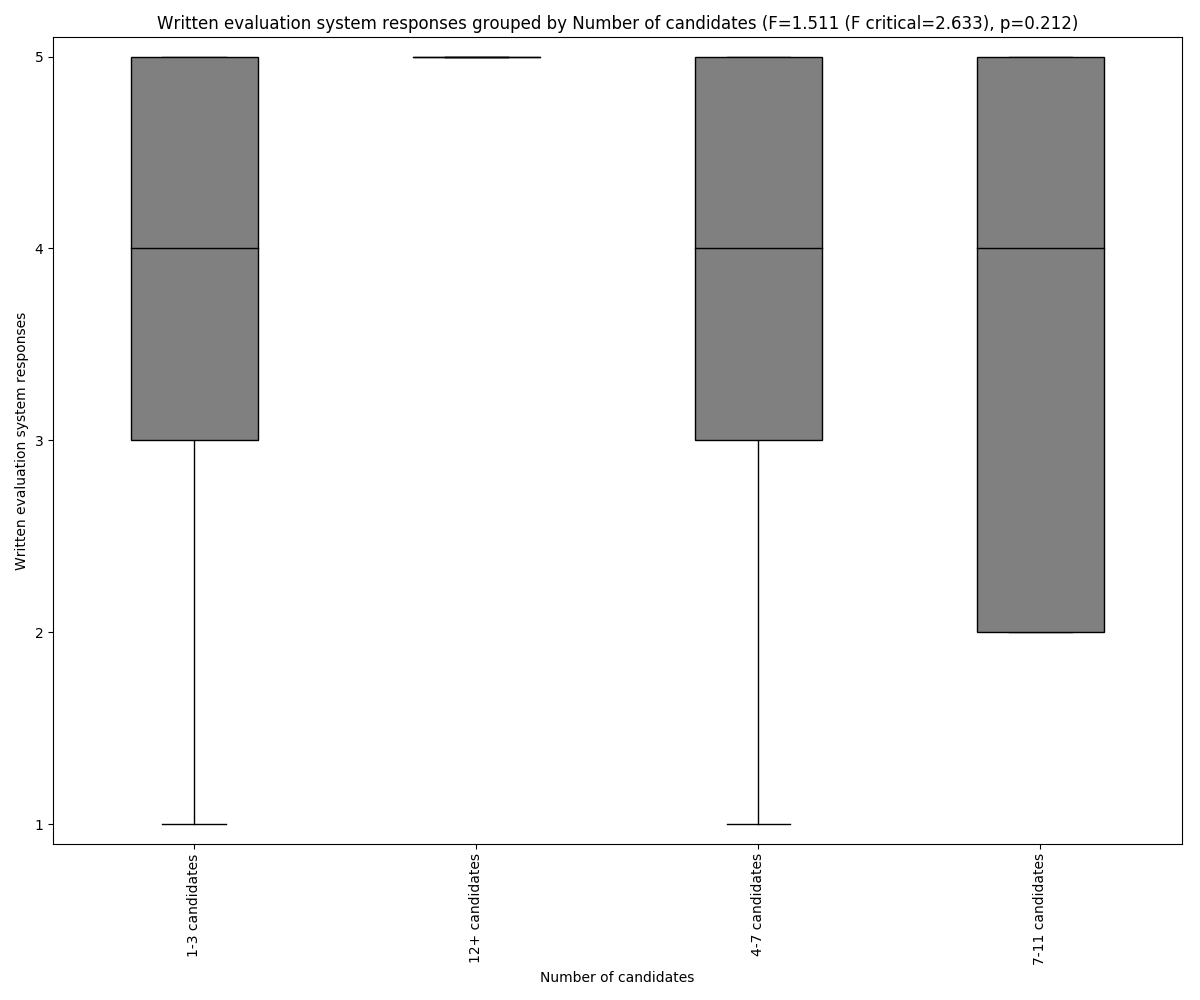 Written evaluation system responses grouped by Number of candidates (F=1.511 (F critical=2.633), p=0.212)
Written evaluation system responses
5
4
3
2
1
1-3 candidates
12+ candidates
4-7 candidates
7-11 candidates
Number of candidates